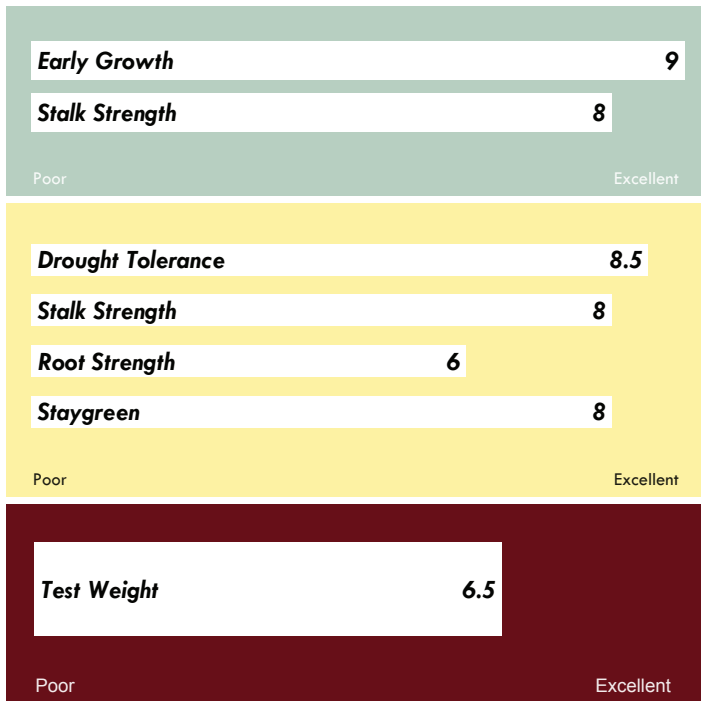 Early Growth 9
Stalk Strength 8
Poor Excellent
Drought Tolerance 8.5
Stalk Strength 8
Root Strength 6
Staygreen 8
Poor Excellent
Test Weight 6.5
Poor Excellent